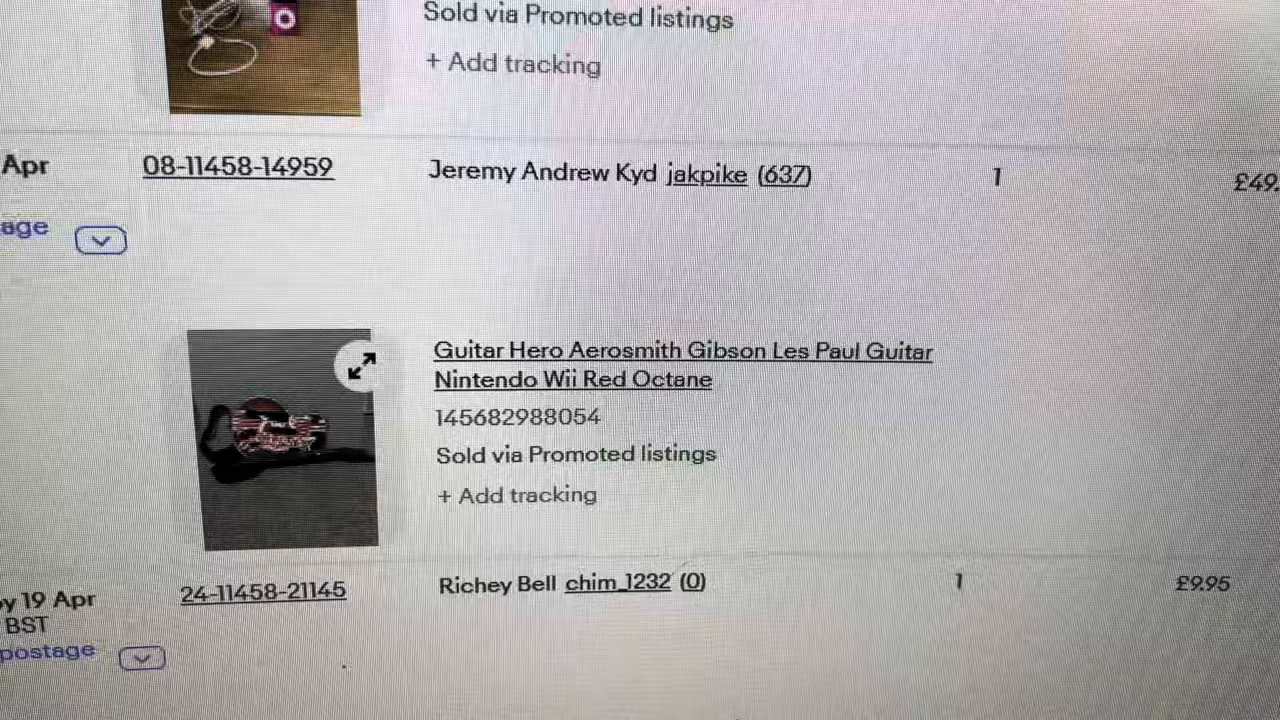 Sold via Promoted listings
+ Add tracking
Apr 08-11458-14959 Jeremy Andrew Kyd jakpike (637) 1 £49.
age
Guitar Hero Aerosmith Gibson Les Paul Guitar
Nintendo Wii Red Octane
145682988054
Sold via Promoted listings
+ Add tracking
y 19 Apr 24-11458-21145 Richey Bell chim_1232 (0) 1 £9.95
BST
postage